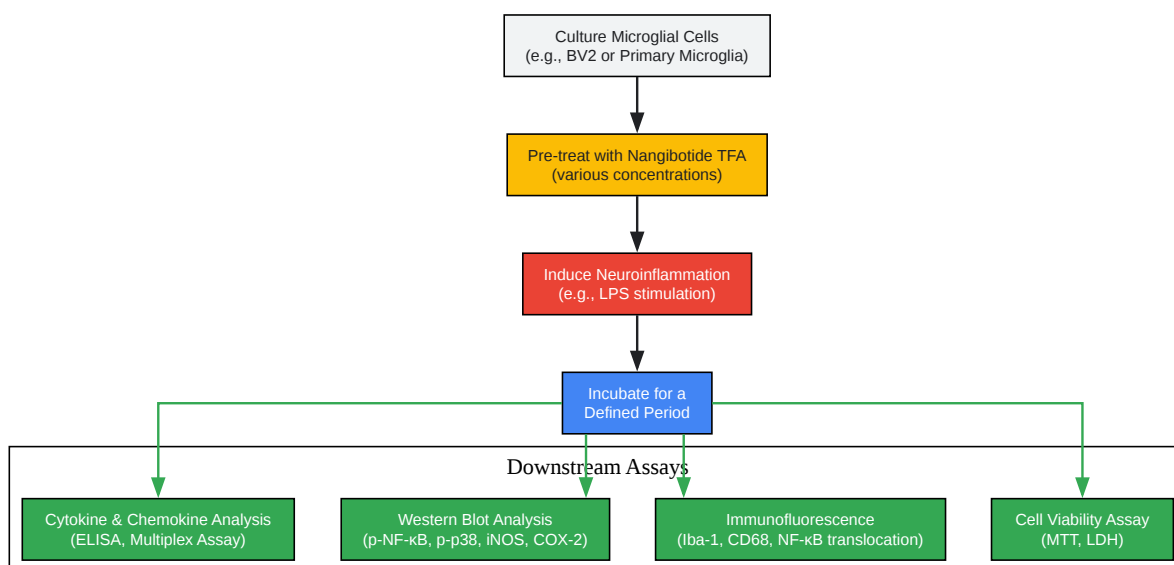 Culture Microglial Cells
(e.g., BV2 or Primary Microglia)
Pre-treat with Nangibotide TFA
(various concentrations)
Induce Neuroinflammation
(e.g., LPS stimulation)
Incubate for a
Defined Period
Downstream Assays
Cytokine & Chemokine Analysis
(ELISA, Multiplex Assay)
Western Blot Analysis
(p-NF-κB, p-p38, iNOS, COX-2)
Immunofluorescence
(Iba-1, CD68, NF-κB translocation)
Cell Viability Assay
(MTT, LDH)